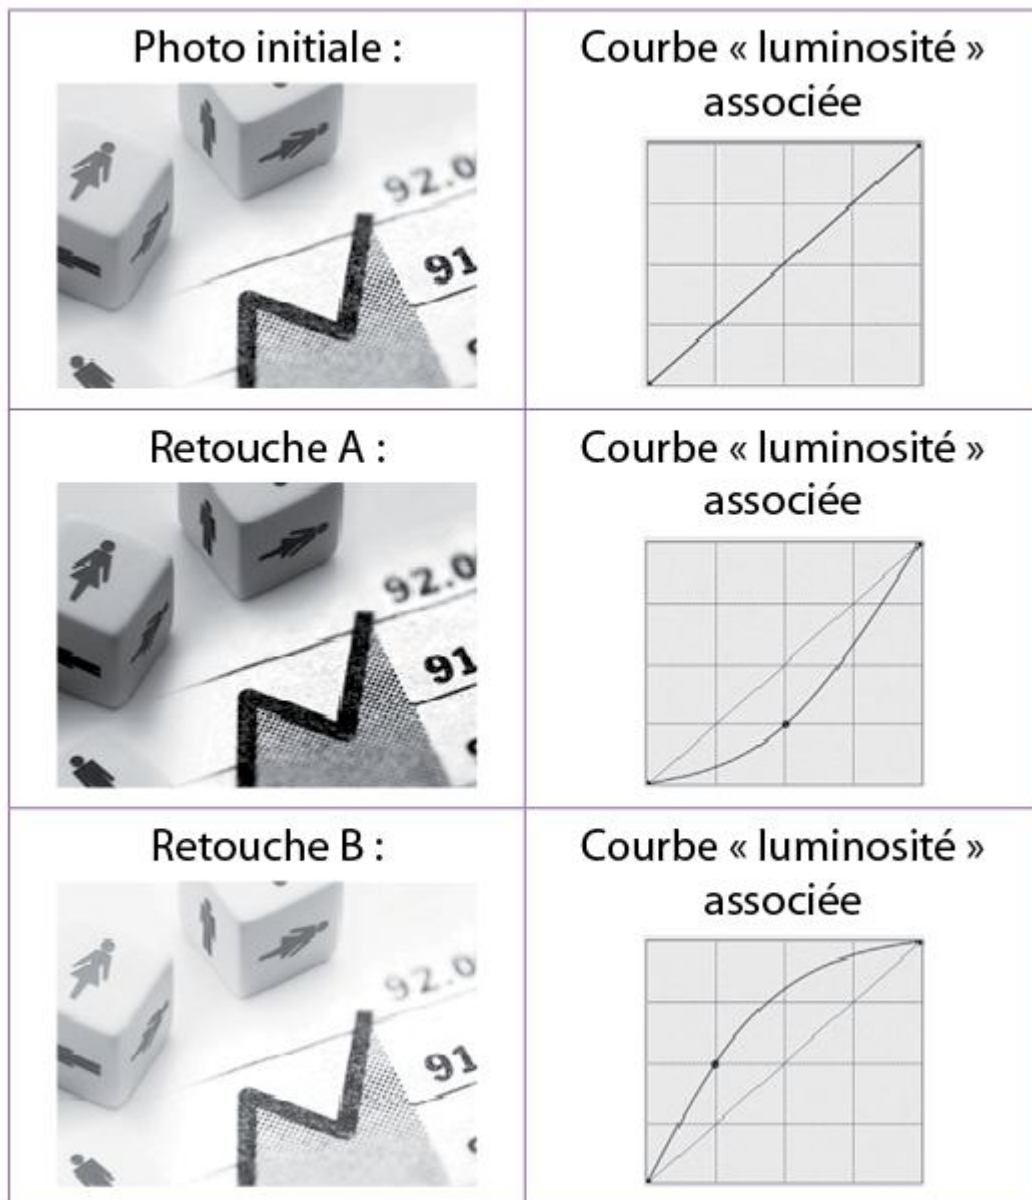 Photo initiale :
Courbe « luminosité »
associée
92.0
91
Retouche A :
Courbe « luminosité »
associée
92.0
91
Retouche B :
Courbe « luminosité »
associée
92.0
91